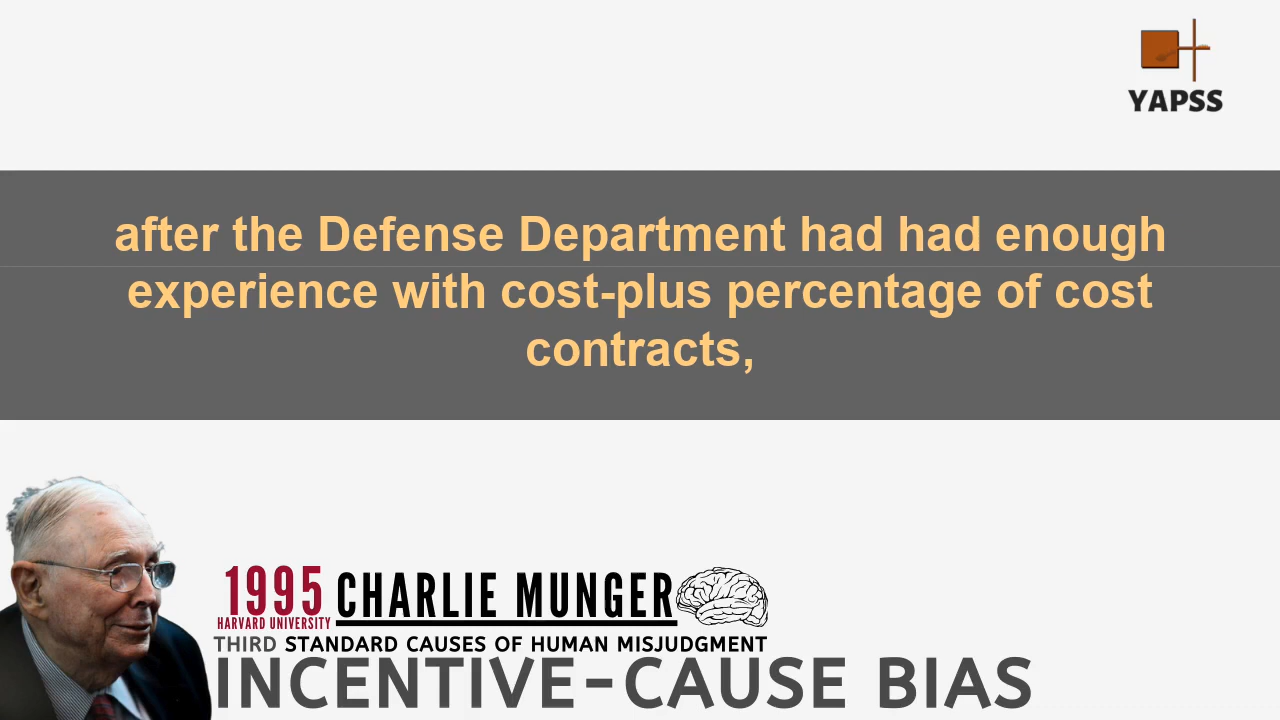 YAPSS
after the Defense Department had had enough
experience with cost-plus percentage of cost
contracts,
1995 CHARLIE MUNGER
HARVARD UNIVERSITY
THIRD STANDARD CAUSES OF HUMAN MISJUDGMENT
INCENTIVE-CAUSE BIAS